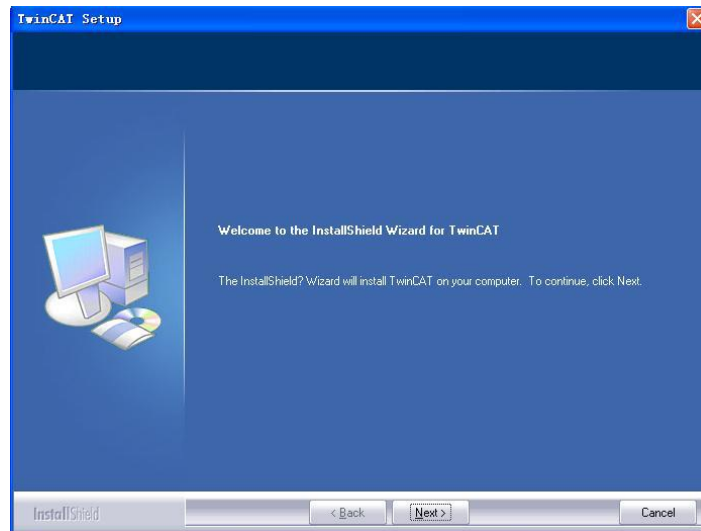 TwinCAT Setup
Welcome to the InstallShield Wizard for TwinCAT
The InstallShield? Wizard will install TwinCAT on your computer. To continue, click Next.
InstallShield
< Back
Next >
Cancel